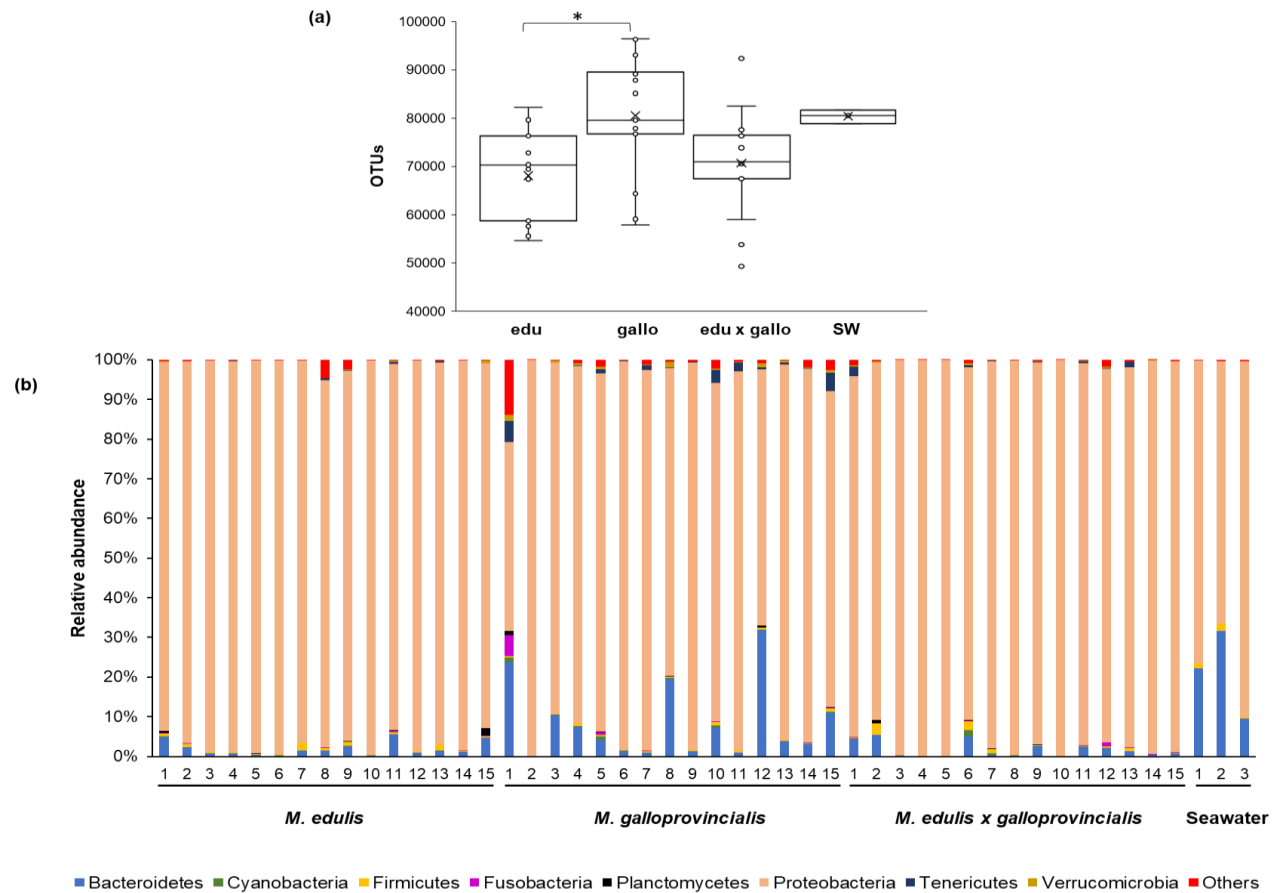 (a)
*
100000
90000
80000
70000
60000
50000
40000
OTUs
edu gallo edu x gallo SW
(b)
100%
90%
80%
70%
60%
50%
40%
30%
20%
10%
0%
Relative abundance
1 2 3 4 5 6 7 8 9 10 11 12 13 14 15 1 2 3 4 5 6 7 8 9 10 11 12 13 14 15 1 2 3 4 5 6 7 8 9 10 11 12 13 14 15 1 2 3
M. edulis M. galloprovincialis M. edulis x galloprovincialis Seawater
Bacteroidetes Cyanobacteria Firmicutes Fusobacteria Planctomycetes Proteobacteria Tenericutes Verrucomicrobia Others